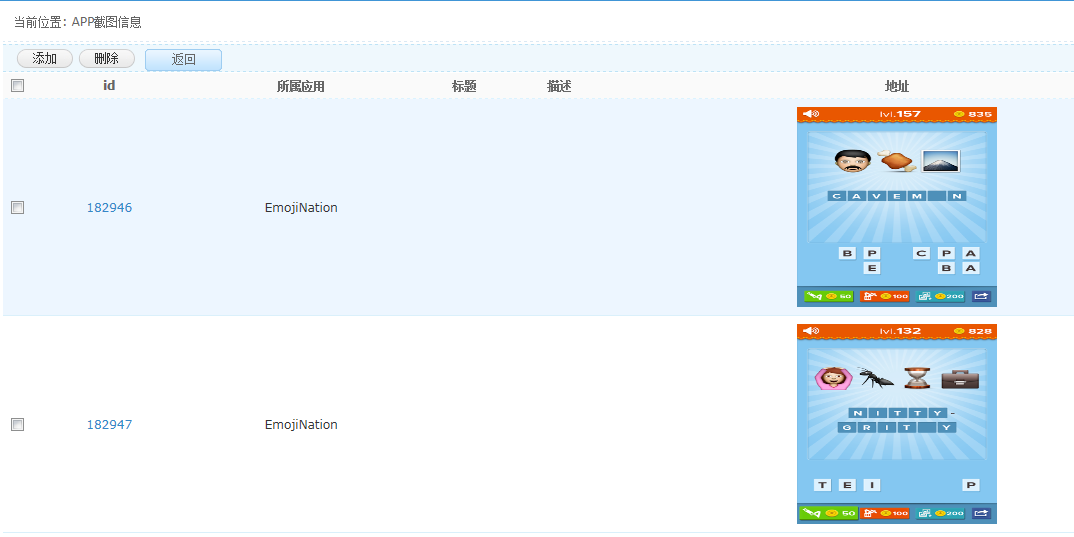 当前位置：APP截图信息
添加 删除 返回
id 所属应用 标题 描述 地址
lvl.157 835
182946 EmojiNation
C A V E M N
B P C P A
E B A
50 100 200
lvl.132 828
182947 EmojiNation
N I T T Y -
G R I T Y
T E I P
50 100 200